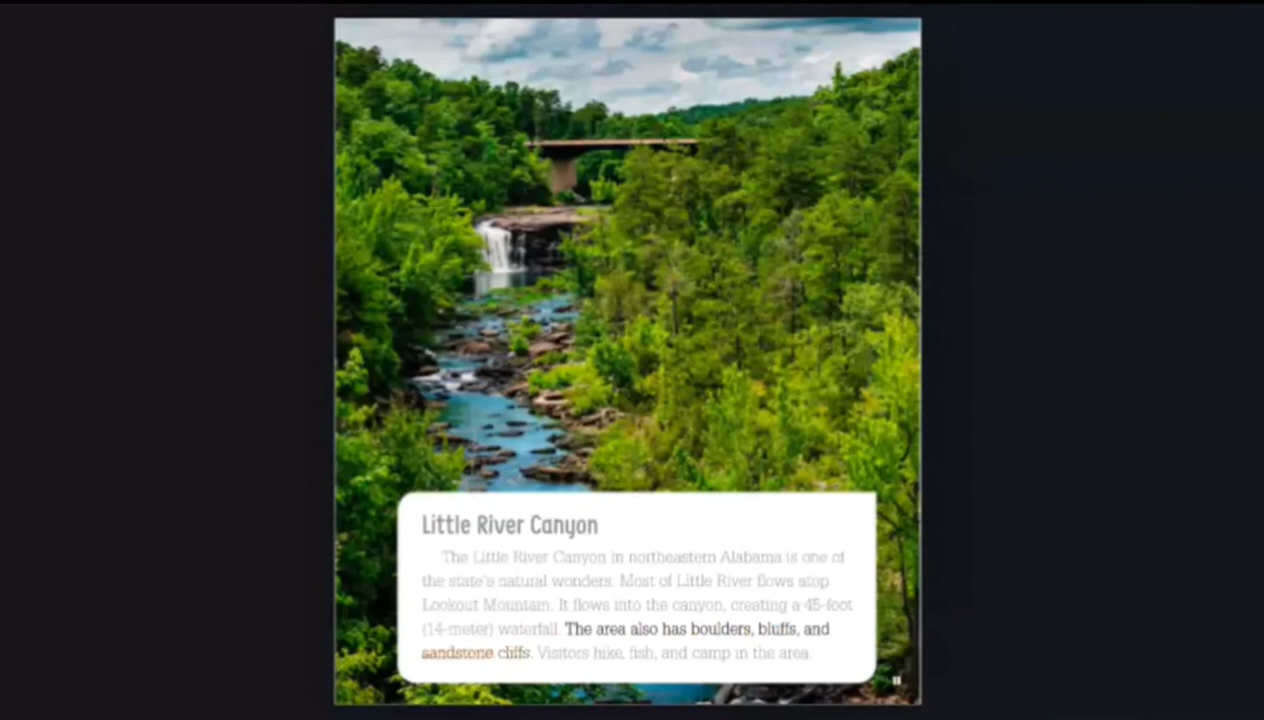 Little River Canyon
The Little River Canyon in northeastern Alabama is one of
the state's natural wonders. Most of Little River flows atop
Lookout Mountain. It flows into the canyon, creating a 45-foot
(14-meter) waterfall. The area also has boulders, bluffs, and
sandstone cliffs. Visitors hike, fish, and camp in the area.